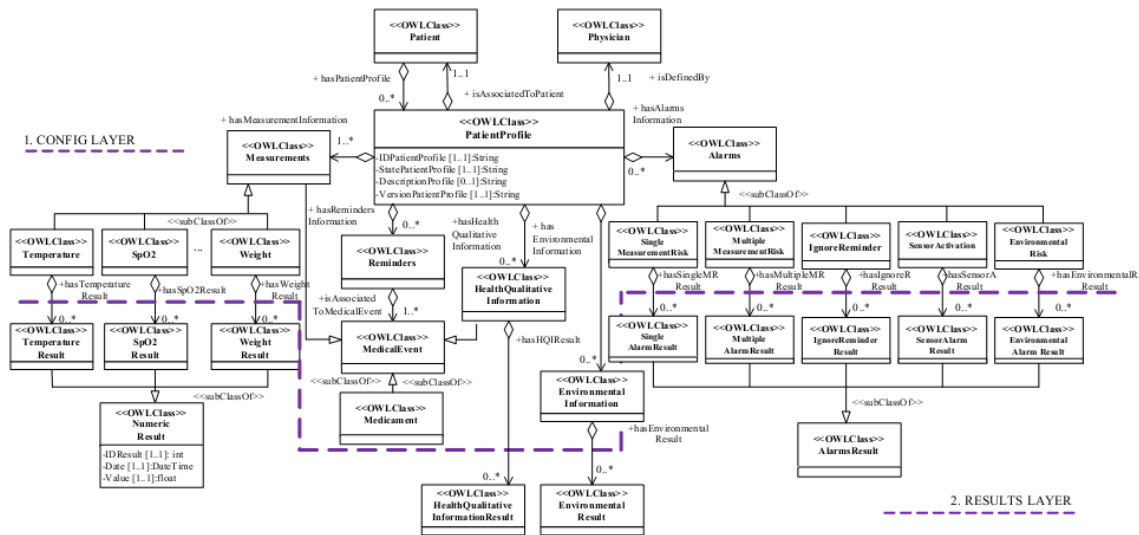 <<OWLClass>>
Patient
<<OWLClass>>
Physician
+ hasPatientProfile
1..1
+ isAssociatedToPatient
0..*
1..1
+ isDefinedBy
+ hasAlarms
Information
+ hasMeasurementInformation
1. CONFIG LAYER
<<OWLClass>>
PatientProfile
-IDPatientProfile [1..1]:String
-StatePatientProfile [1..1]:String
-DescriptionProfile [0..1]:String
-VersionPatientProfile [1..1]:String
<<OWLClass>>
Measurements
1..*
0..*
<<OWLClass>>
Alarms
<<subClassOf>>
<<subClassOf>>
+hasReminders
Information
0..*
+hasHealth
Qualitative
Information
0..*
+ has
Environmental
Information
<<OWLClass>>
Temperature
<<OWLClass>>
SpO2
...
<<OWLClass>>
Weight
<<OWLClass>>
Reminders
<<OWLClass>>
HealthQualitative
Information
<<OWLClass>>
Single
MeasurementRisk
<<OWLClass>>
Multiple
MeasurementRisk
<<OWLClass>>
IgnoreReminder
<<OWLClass>>
SensorActivation
<<OWLClass>>
Environmental
Risk
+hasTemperature
Result
+hasSpO2Result
+hasWeight
Result
+isAssociated
ToMedicalEvent
1..*
+hasSingleMR
Result
+hasMultipleMR
Result
+hasIgnoreR
Result
+hasSensorA
Result
+hasEnvironmentalR
Result
0..*
0..*
0..*
0..*
0..*
0..*
0..*
0..*
<<OWLClass>>
Temperature
Result
<<OWLClass>>
SpO2
Result
<<OWLClass>>
Weight
Result
<<OWLClass>>
MedicalEvent
+hasHQIResult
0..*
<<OWLClass>>
Single
AlarmResult
<<OWLClass>>
Multiple
AlarmResult
<<OWLClass>>
IgnoreReminder
Result
<<OWLClass>>
SensorAlarm
Result
<<OWLClass>>
Environmental
Alarm Result
<<subClassOf>>
<<subClassOf>>
<<subClassOf>>
<<subClassOf>>
<<OWLClass>>
Medicament
<<OWLClass>>
Environmental
Information
<<OWLClass>>
Numeric
Result
-IDResult [1..1]: int
-Date [1..1]:DateTime
-Value [1..1]:float
+hasEnvironmental
Result
<<OWLClass>>
AlarmsResult
0..*
0..*
<<OWLClass>>
HealthQualitative
InformationResult
<<OWLClass>>
Environmental
Result
2. RESULTS LAYER